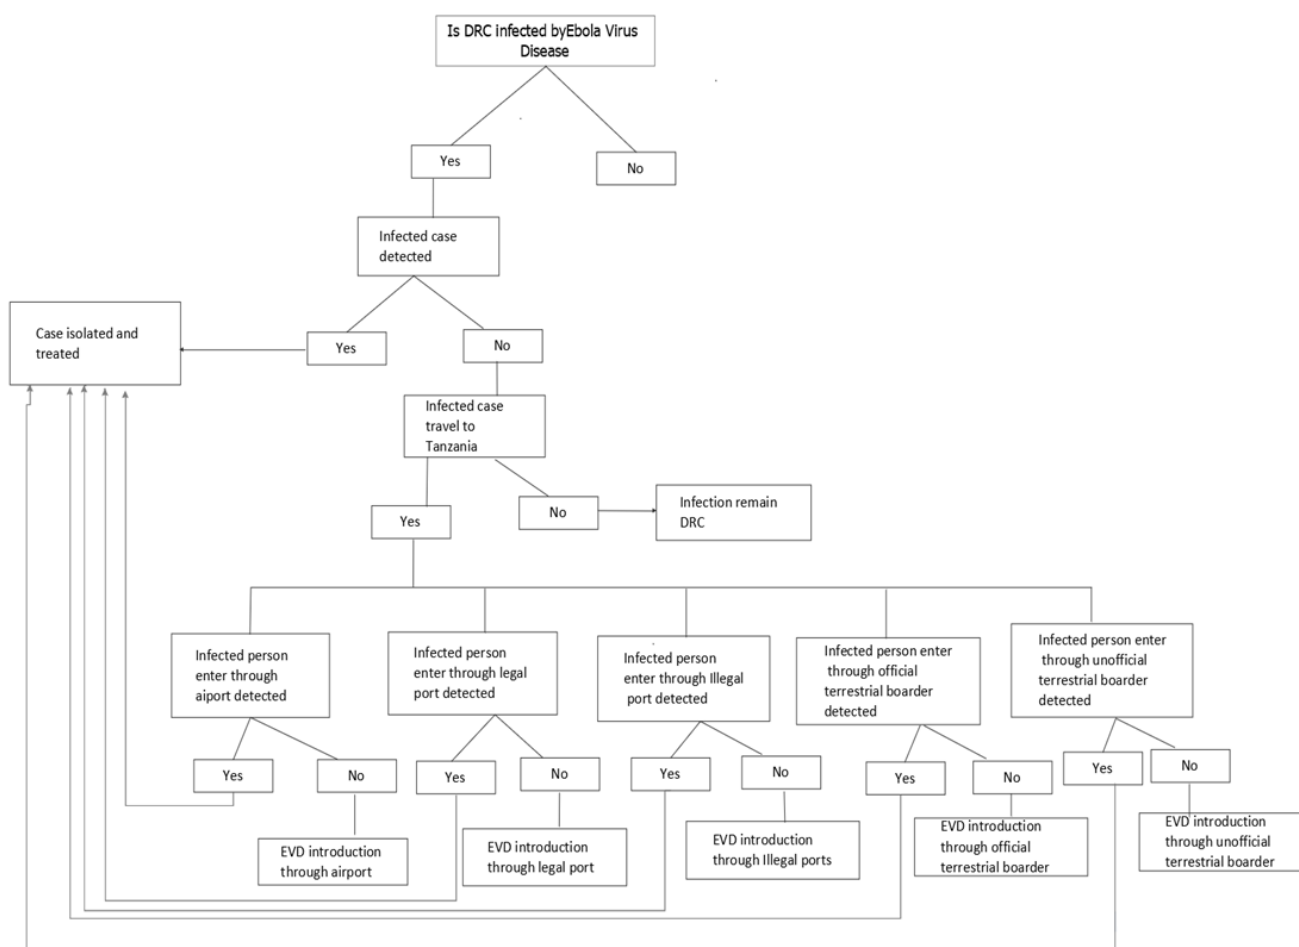 Is DRC infected byEbola Virus
Disease
Yes
No
Infected case
detected
Case isolated and
treated
Yes
No
Infected case
travel to
Tanzania
Yes
No
Infection remain
DRC
Infected person
enter through
aiport detected
Infected person
enter through legal
port detected
Infected person
enter through Illegal
port detected
Infected person enter
through official
terrestrial boarder
detected
Infected person enter
through unofficial
terrestrial boarder
detected
Yes
No
Yes
No
Yes
No
Yes
No
Yes
No
EVD introduction
through airport
EVD introduction
through legal port
EVD introduction
through Illegal ports
EVD introduction
through official
terrestrial boarder
EVD introduction
through unofficial
terrestrial boarder